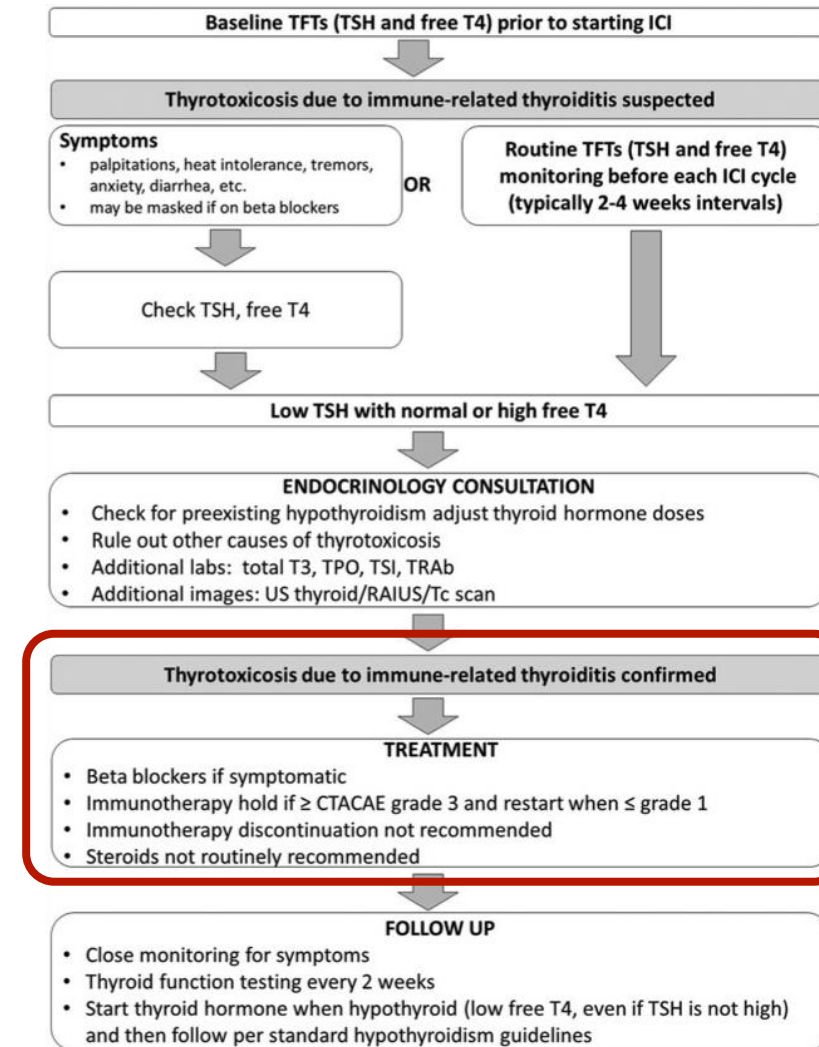 Baseline TFTs (TSH and free T4) prior to starting ICI
Thyrotoxicosis due to immune-related thyroiditis suspected
Symptoms
• palpitations, heat intolerance, tremors,
anxiety, diarrhea, etc.
• may be masked if on beta blockers
OR
Routine TFTs (TSH and free T4)
monitoring before each ICI cycle
(typically 2-4 weeks intervals)
Check TSH, free T4
Low TSH with normal or high free T4
ENDOCRINOLOGY CONSULTATION
• Check for preexisting hypothyroidism adjust thyroid hormone doses
• Rule out other causes of thyrotoxicosis
• Additional labs: total T3, TPO, TSI, TRAb
• Additional images: US thyroid/RAIUS/Tc scan
Thyrotoxicosis due to immune-related thyroiditis confirmed
TREATMENT
• Beta blockers if symptomatic
• Immunotherapy hold if ≥ CTACAE grade 3 and restart when ≤ grade 1
• Immunotherapy discontinuation not recommended
• Steroids not routinely recommended
FOLLOW UP
• Close monitoring for symptoms
• Thyroid function testing every 2 weeks
• Start thyroid hormone when hypothyroid (low free T4, even if TSH is not high)
and then follow per standard hypothyroidism guidelines